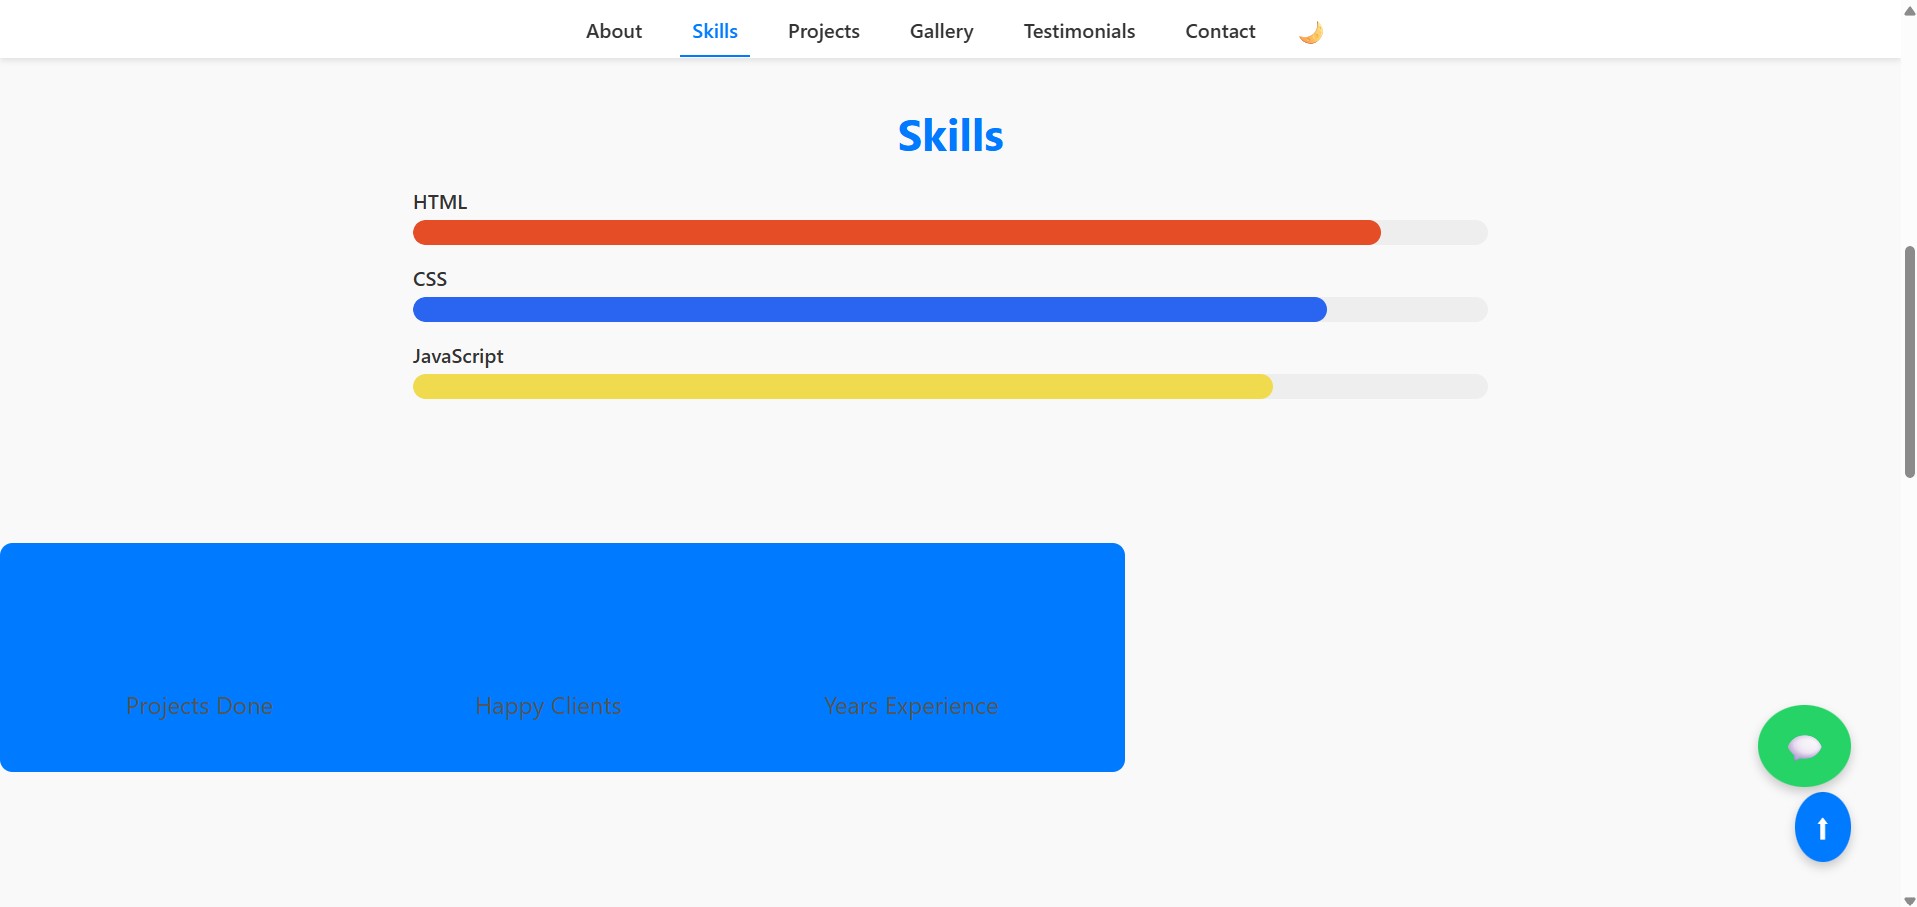 About Skills Projects Gallery Testimonials Contact 🌙
Skills
HTML
CSS
JavaScript
Projects Done Happy Clients Years Experience
💬
⬆